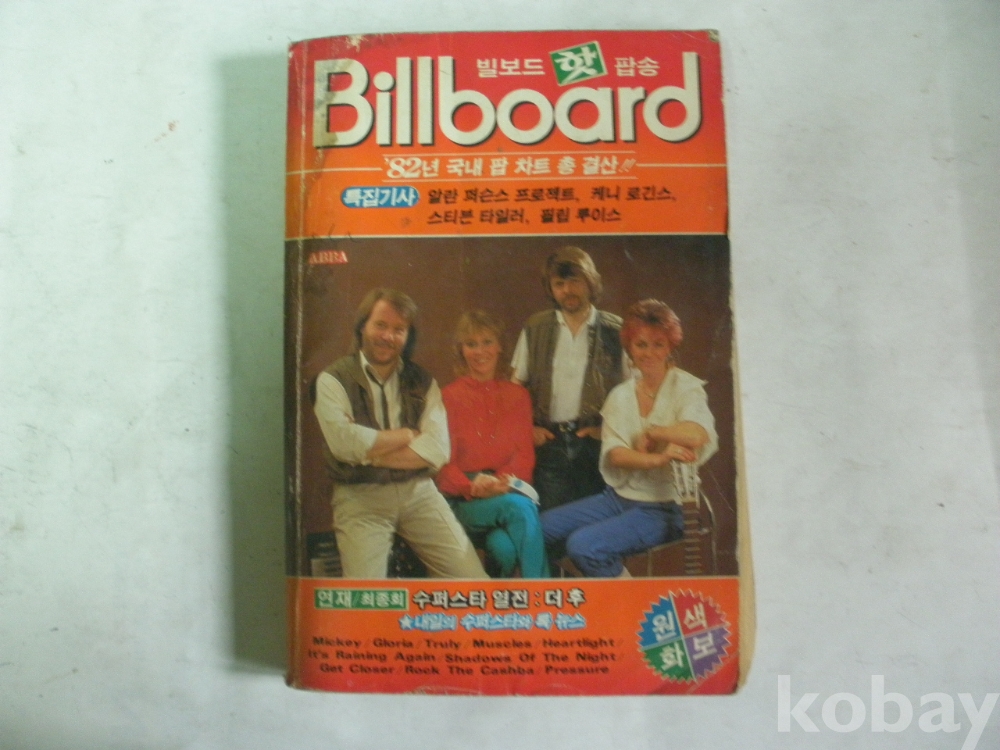 빌보드 핫 팝송
Billboard
'82년 국내 팝 차트 총 결산!!
특집기사 알란 퍼슨스 프로젝트, 케니 로긴스,
스티븐 타일러, 필립 루이스
ABBA
연재/최종회 수퍼스타 열전 : 더 후
★내일의 수퍼스타와 록 뉴스
Mickey/Gloria/Truly/Muscles/Heartlight/
It's Raining Again/Shadows Of The Night/
Get Closer/Rock The Cashba/Pressure
원색
화보
kobay